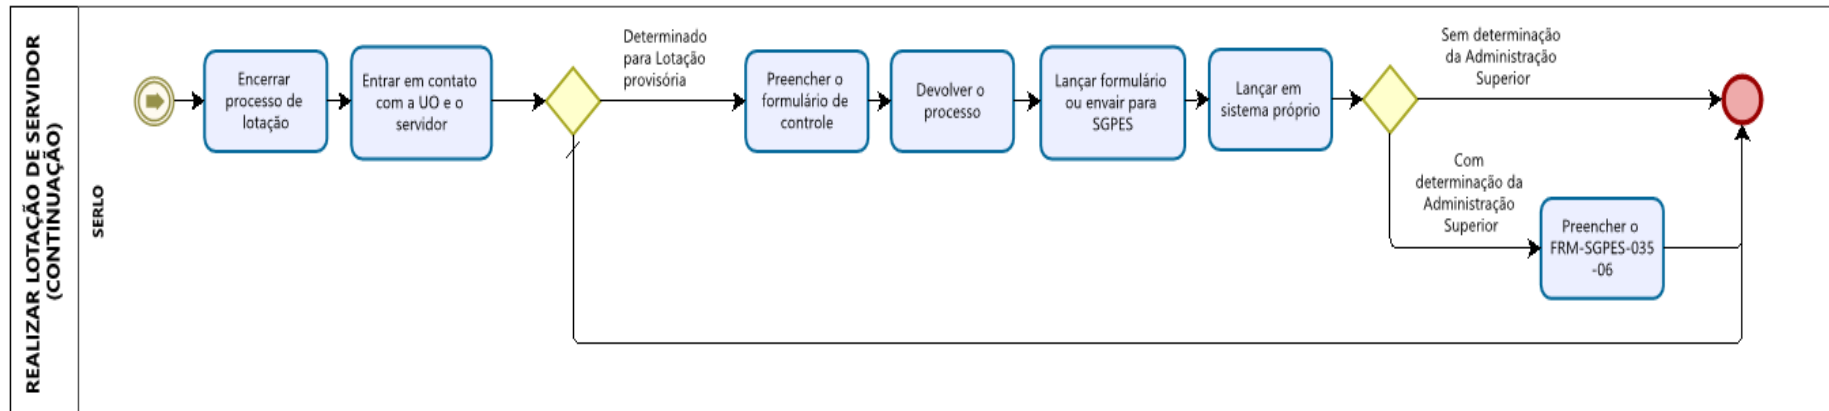 REALIZAR LOTAÇÃO DE SERVIDOR
(CONTINUAÇÃO)
SERLO
Encerrar
processo de
lotação
Entrar em contato
com a UO e o
servidor
Determinado
para Lotação
provisória
Preencher o
formulário de
controle
Devolver o
processo
Lançar formulário
ou envair para
SGPES
Lançar em
sistema próprio
Sem determinação
da Administração
Superior
Com
determinação da
Administração
Superior
Preencher o
FRM-SGPES-035
-06